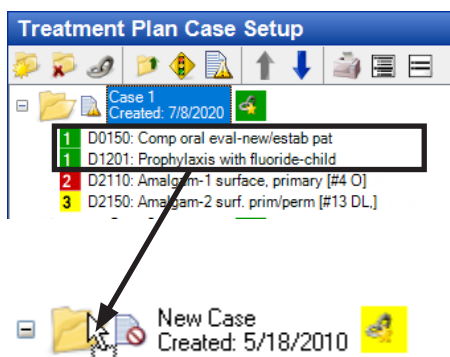 Treatment Plan Case Setup
Case 1
Created: 7/8/2020
1 D0150: Comp oral eval-new/estab pat
1 D1201: Prophylaxis with fluoride-child
2 D2110: Amalgam-1 surface, primary [#4 O]
3 D2150: Amalgam-2 surf. prim/perm [#13 DL,]
New Case
Created: 5/18/2010